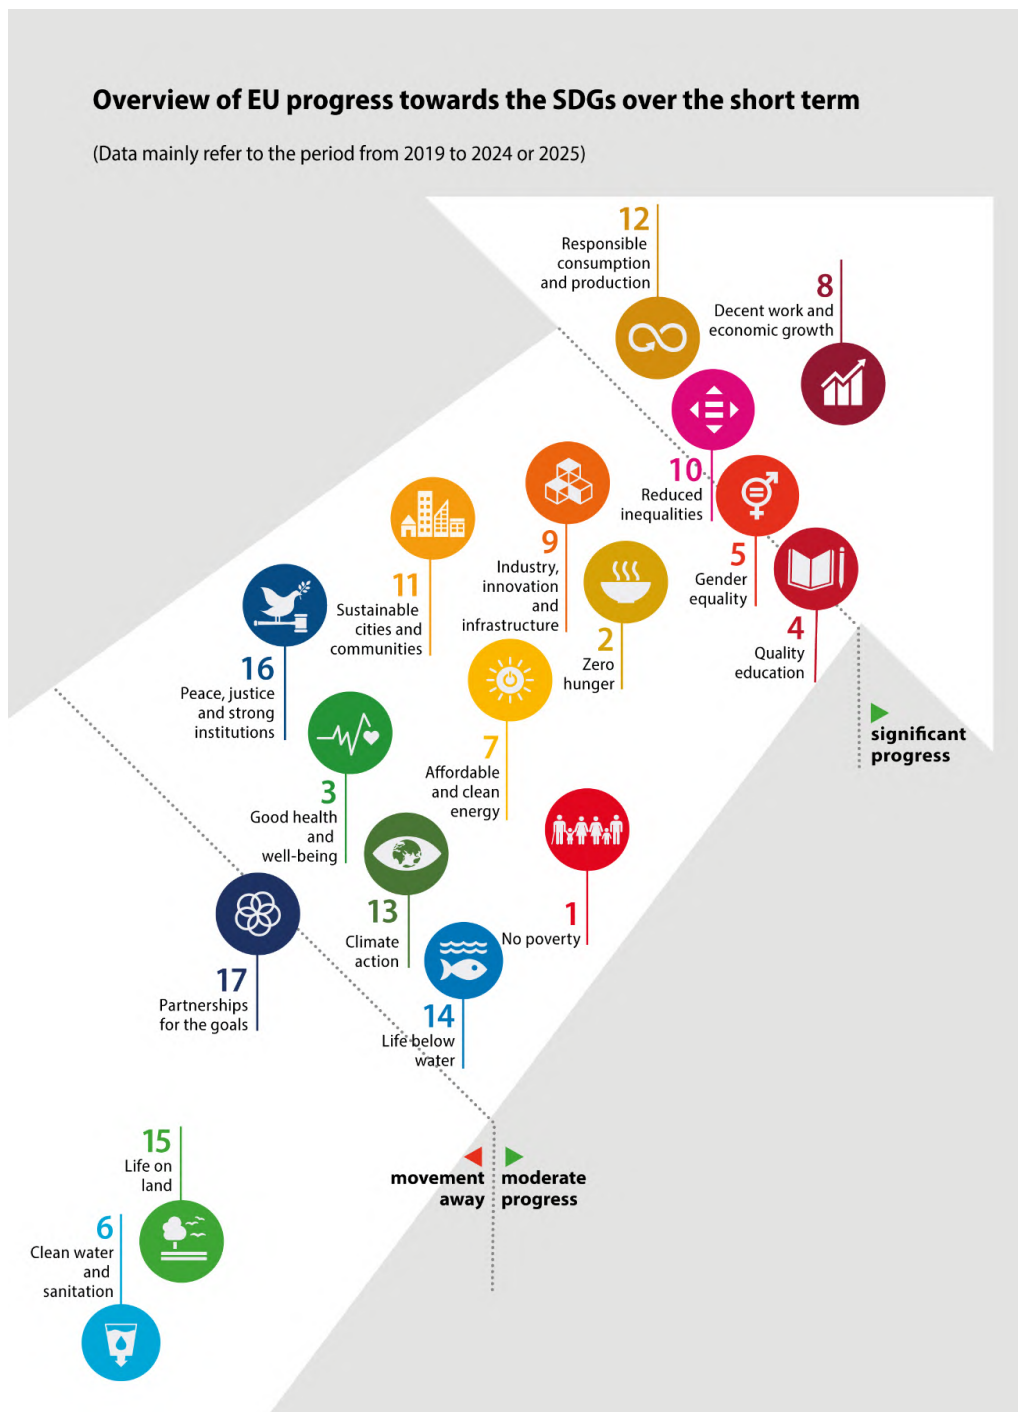 Overview of EU progress towards the SDGs over the short term
(Data mainly refer to the period from 2019 to 2024 or 2025)
12
Responsible
consumption
and production
8
Decent work and
economic growth
10
Reduced
inequalities
5
Gender
equality
4
Quality
education
9
Industry,
innovation
and
infrastructure
11
Sustainable
cities and
communities
2
Zero
hunger
16
Peace, justice
and strong
institutions
7
Affordable
and clean
energy
3
Good health
and
well-being
significant
progress
1
No poverty
13
Climate
action
17
Partnerships
for the goals
14
Life below
water
15
Life on
land
movement
away
moderate
progress
6
Clean water
and
sanitation